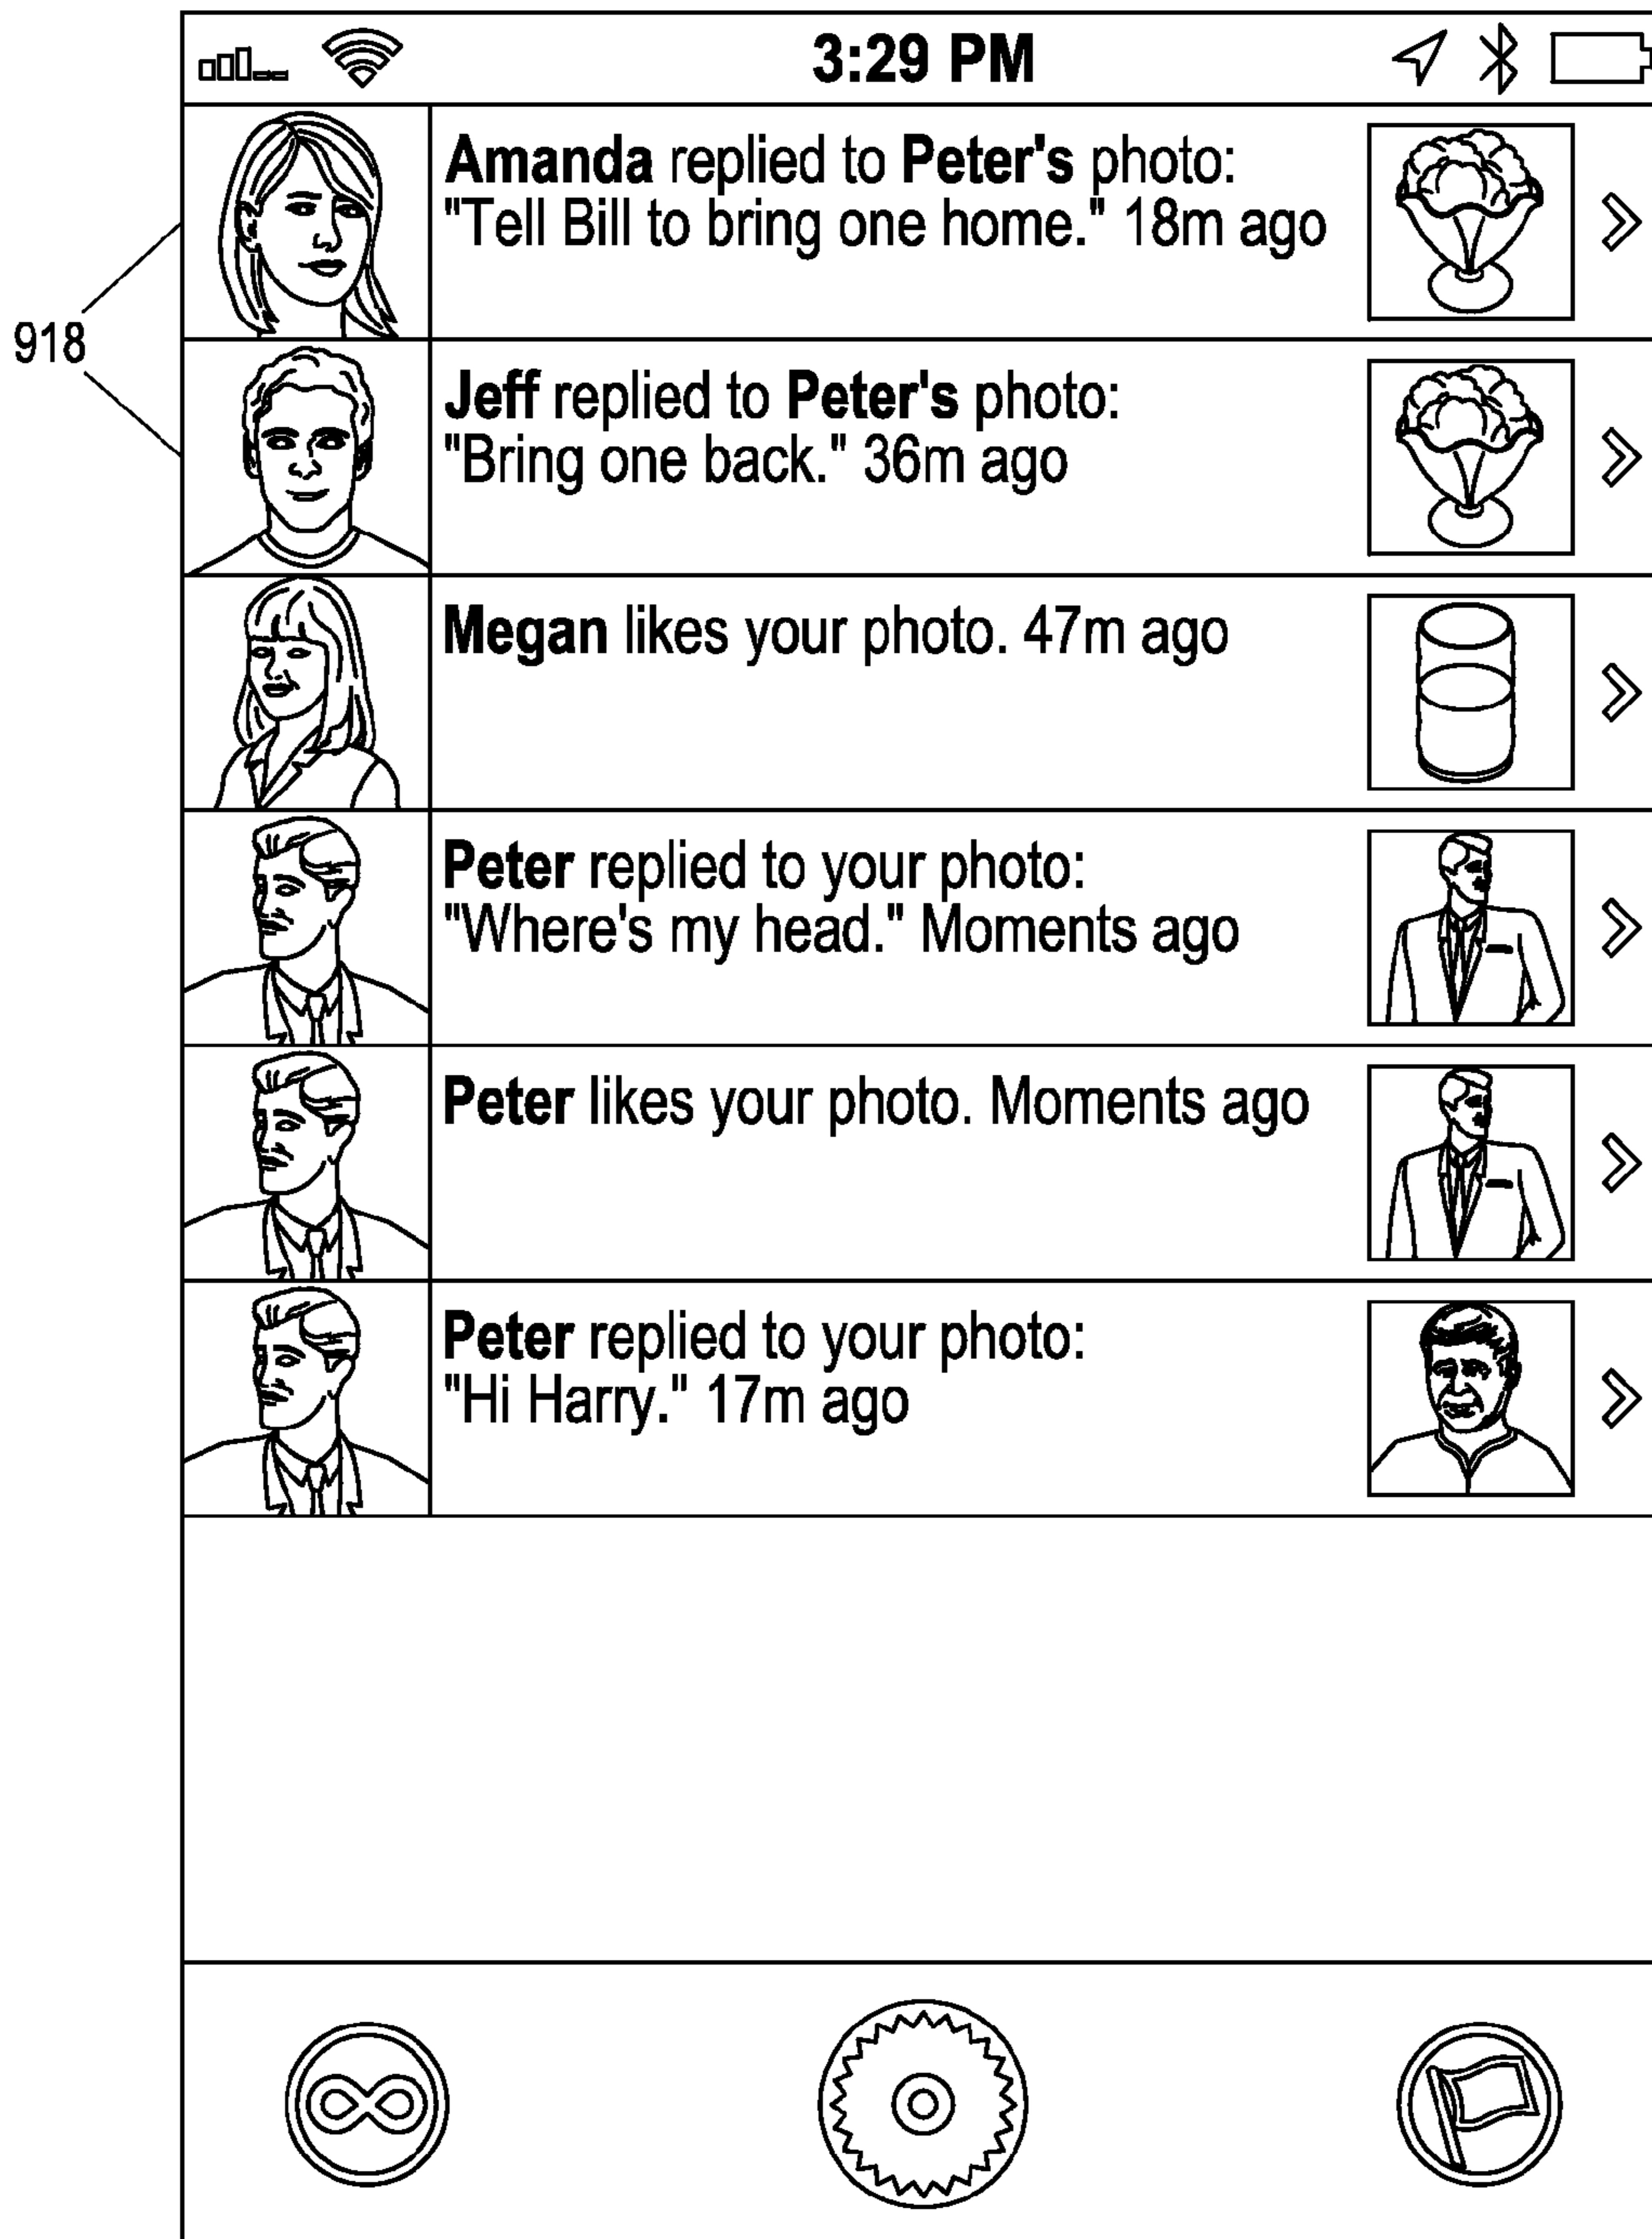 3:29 PM
Amanda replied to Peter's photo:
"Tell Bill to bring one home." 18m ago
918
Jeff replied to Peter's photo:
"Bring one back." 36m ago
Megan likes your photo. 47m ago
Peter replied to your photo:
"Where's my head." Moments ago
Peter likes your photo. Moments ago
Peter replied to your photo:
"Hi Harry." 17m ago